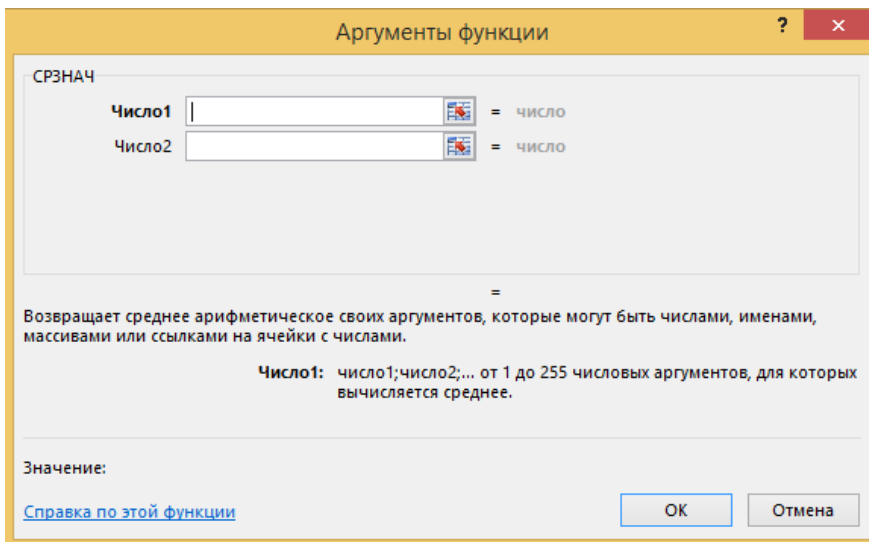 Аргументы функции
?
×
СРЗНАЧ
Число1 = число
Число2 = число
=
Возвращает среднее арифметическое своих аргументов, которые могут быть числами, именами,
массивами или ссылками на ячейки с числами.
Число1: число1;число2;... от 1 до 255 числовых аргументов, для которых
вычисляется среднее.
Значение:
Справка по этой функции
ОК
Отмена